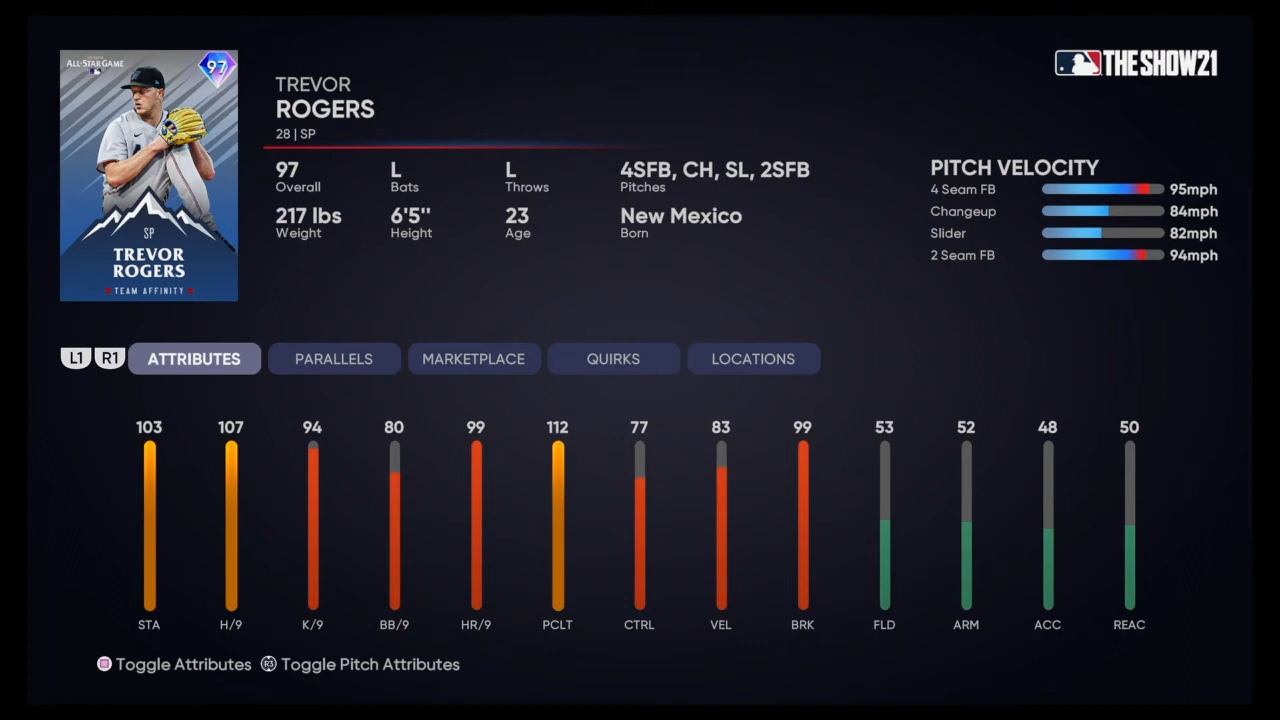 ALL-STAR GAME
97
SP
TREVOR
ROGERS
TEAM AFFINITY
TREVOR
ROGERS
28 | SP
97
Overall
L
Bats
L
Throws
4SFB, CH, SL, 2SFB
Pitches
217 lbs
Weight
6'5"
Height
23
Age
New Mexico
Born
THE SHOW21
PITCH VELOCITY
4 Seam FB 95mph
Changeup 84mph
Slider 82mph
2 Seam FB 94mph
L1 R1 ATTRIBUTES PARALLELS MARKETPLACE QUIRKS LOCATIONS
103 107 94 80 99 112 77 83 99 53 52 48 50
STA H/9 K/9 BB/9 HR/9 PCLT CTRL VEL BRK FLD ARM ACC REAC
Toggle Attributes R3 Toggle Pitch Attributes